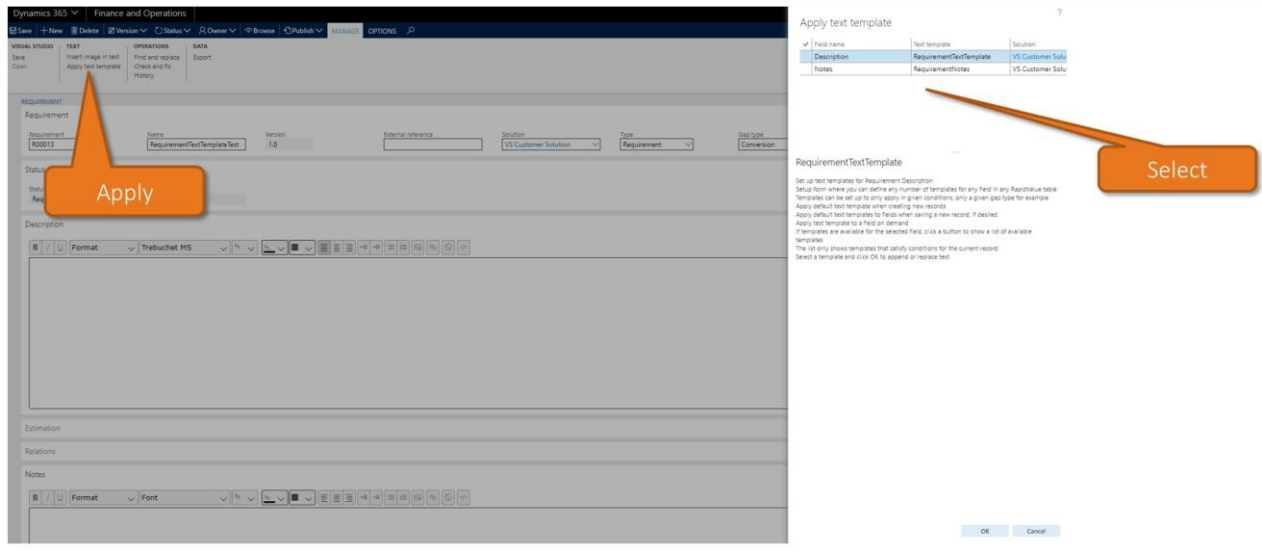 Dynamics 365 Finance and Operations
Save New Delete Version Status Owner Browse Publish MANAGE OPTIONS
VISUAL STUDIO TEXT OPERATIONS DATA
Save Insert image in text Find and replace Export
Open Apply text template Check and fix
History
REQUIREMENT
Requirement
Requirement Name Version External reference Solution Type Gap type
R00013 RequirementTextTemplateTest 1.0 VS Customer Solution Requirement Conversion
Status
Apply
Description
B I U Format Trebuchet MS
Estimation
Relations
Notes
B I U Format Font
?
Apply text template
Field name Text template Solution
Description RequirementTextTemplate VS Customer Solu
Notes RequirementNotes VS Customer Solu
Select
RequirementTextTemplate
Set up text templates for Requirement Description
Setup form where you can define any number of templates for any field in any RapidValue table
Templates can be set up to only apply in given conditions, only a given gap type for example
Apply default text template when creating new records
Apply default text templates to fields when saving a new record, if desired
Apply text template to a field on demand
If templates are available for the selected field, click a button to show a list of available
templates
The list only shows templates that satisfy conditions for the current record
Select a template and click OK to append or replace text
OK Cancel